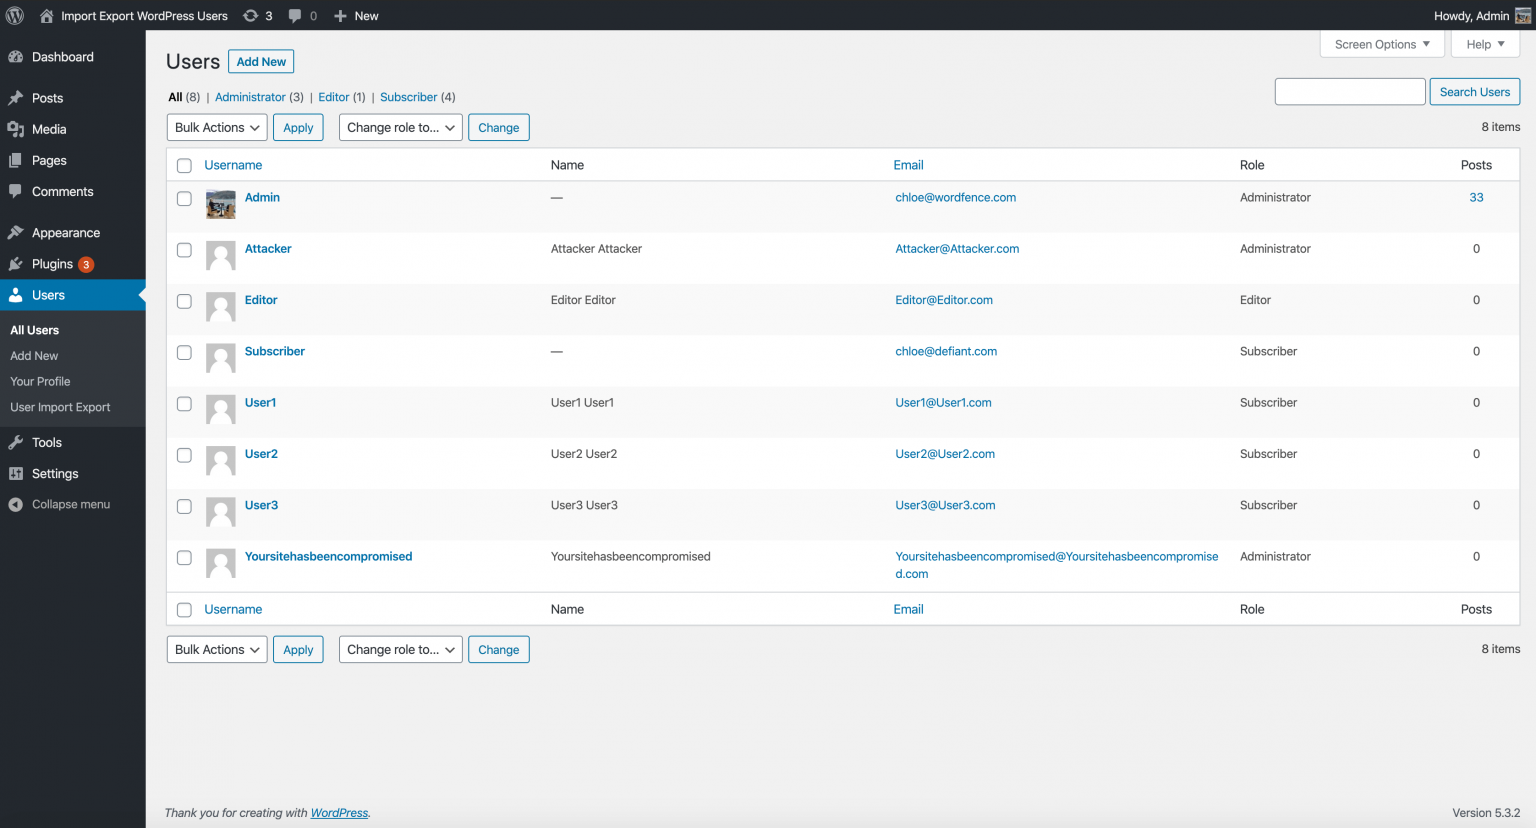 Import Export WordPress Users 3 0 New Howdy, Admin
Dashboard
Posts
Media
Pages
Comments
Appearance
Plugins 3
Users
All Users
Add New
Your Profile
User Import Export
Tools
Settings
Collapse menu
Screen Options Help
Users Add New
All (8) | Administrator (3) | Editor (1) | Subscriber (4)
Search Users
Bulk Actions Apply Change role to... Change 8 items
Username Name Email Role Posts
Admin — chloe@wordfence.com Administrator 33
Attacker Attacker Attacker Attacker@Attacker.com Administrator 0
Editor Editor Editor Editor@Editor.com Editor 0
Subscriber — chloe@defiant.com Subscriber 0
User1 User1 User1 User1@User1.com Subscriber 0
User2 User2 User2 User2@User2.com Subscriber 0
User3 User3 User3 User3@User3.com Subscriber 0
Yoursitehasbeencompromised Yoursitehasbeencompromised Yoursitehasbeencompromised@Yoursitehasbeencompromise Administrator 0
d.com
Username Name Email Role Posts
Bulk Actions Apply Change role to... Change 8 items
Thank you for creating with WordPress. Version 5.3.2